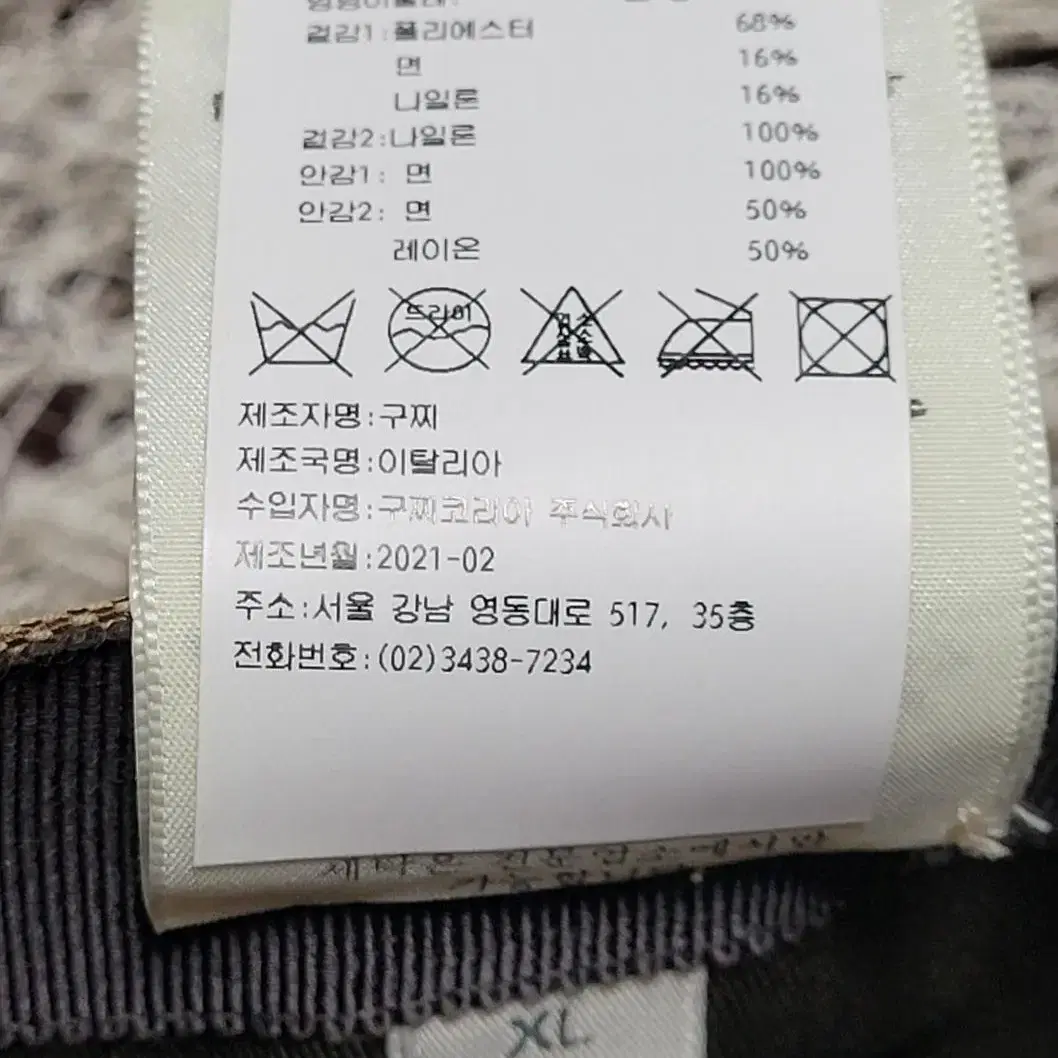 겉감1:폴리에스터 68%
면 16%
나일론 16%
겉감2:나일론 100%
안감1: 면 100%
안감2: 면 50%
레이온 50%
드라이
제조자명:구찌
제조국명:이탈리아
수입자명:구찌코리아 주식회사
제조년월:2021-02
주소:서울 강남 영동대로 517, 35층
전화번호:(02)3438-7234
XL